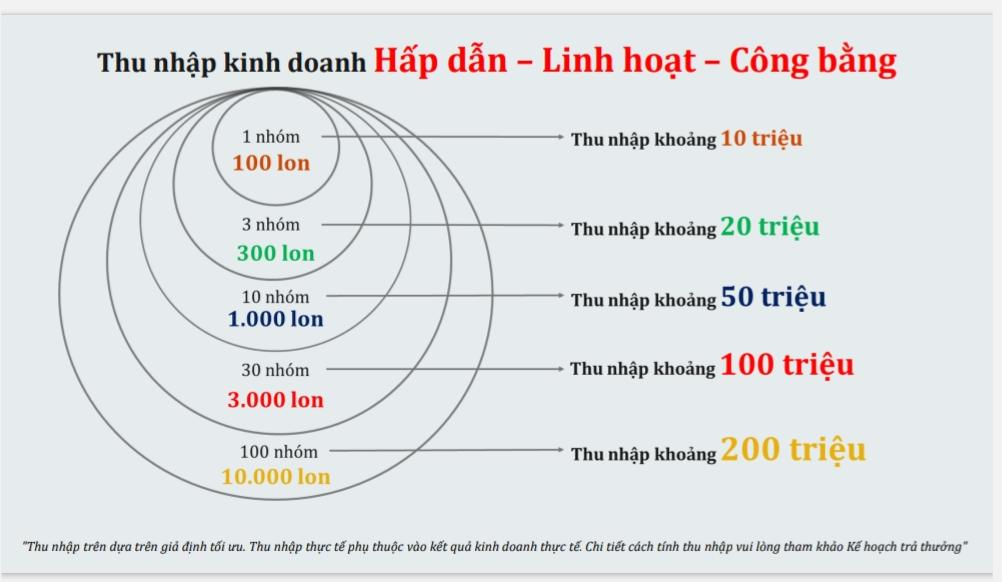 Thu nhập kinh doanh Hấp dẫn – Linh hoạt – Công bằng
1 nhóm
100 lon
Thu nhập khoảng 10 triệu
3 nhóm
300 lon
Thu nhập khoảng 20 triệu
10 nhóm
1.000 lon
Thu nhập khoảng 50 triệu
30 nhóm
3.000 lon
Thu nhập khoảng 100 triệu
100 nhóm
10.000 lon
Thu nhập khoảng 200 triệu
"Thu nhập trên dựa trên giả định tối ưu. Thu nhập thực tế phụ thuộc vào kết quả kinh doanh thực tế. Chi tiết cách tính thu nhập vui lòng tham khảo Kế hoạch trả thưởng"